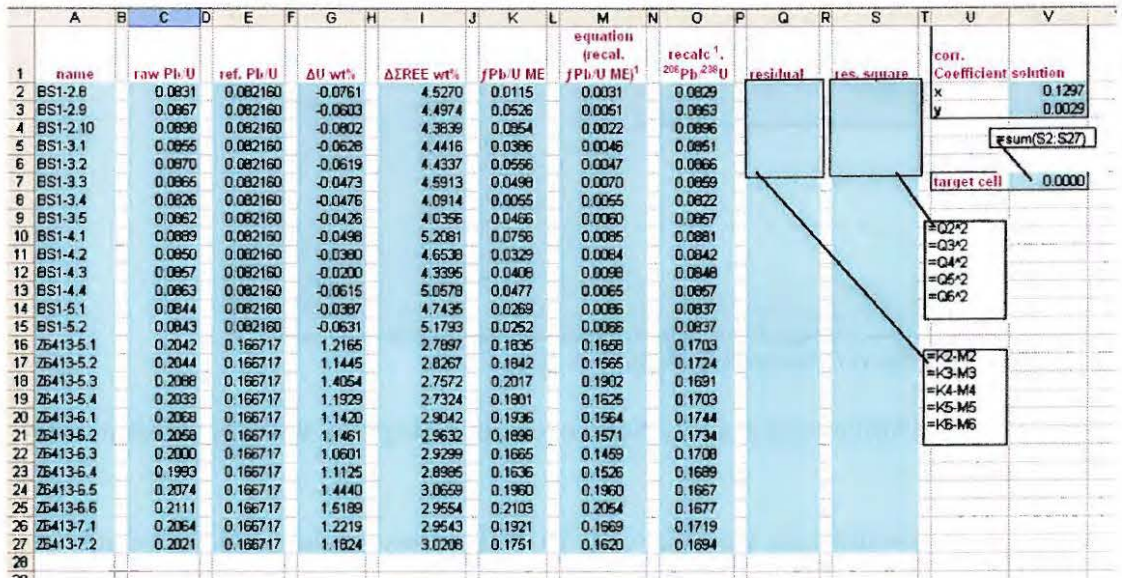 A B C D E F G H I J K L M N O P Q R S T U V
1 name raw Pb/U ref. Pb/U ΔU wt% ΔΣREE wt% fPb/U ME equation (recal. fPb/U ME)¹ recalc ¹. ²⁰⁶Pb/²³⁸U residual res. square corr. Coefficient solution
2 BS1-2.8 0.0831 0.082160 -0.0761 4.5270 0.0115 0.0031 0.0829 x 0.1297
3 BS1-2.9 0.0867 0.082160 -0.0603 4.4974 0.0526 0.0051 0.0863 y 0.0029
4 BS1-2.10 0.0898 0.082160 -0.0802 4.3839 0.0854 0.0022 0.0896
5 BS1-3.1 0.0855 0.082160 -0.0628 4.4416 0.0386 0.0046 0.0851 =sum(S2:S27)
6 BS1-3.2 0.0870 0.082160 -0.0619 4.4337 0.0556 0.0047 0.0866
7 BS1-3.3 0.0865 0.082160 -0.0473 4.5913 0.0498 0.0070 0.0859 target cell 0.0000
8 BS1-3.4 0.0826 0.082160 -0.0476 4.0914 0.0055 0.0055 0.0822
9 BS1-3.5 0.0862 0.082160 -0.0426 4.0356 0.0466 0.0060 0.0857
10 BS1-4.1 0.0889 0.082160 -0.0498 5.2081 0.0756 0.0085 0.0881 =Q2^2
11 BS1-4.2 0.0850 0.082160 -0.0380 4.6538 0.0329 0.0084 0.0842 =Q3^2
12 BS1-4.3 0.0857 0.082160 -0.0200 4.3395 0.0408 0.0098 0.0848 =Q4^2
13 BS1-4.4 0.0863 0.082160 -0.0615 5.0578 0.0477 0.0065 0.0857 =Q5^2
14 BS1-5.1 0.0844 0.082160 -0.0387 4.7435 0.0269 0.0086 0.0837 =Q6^2
15 BS1-5.2 0.0843 0.082160 -0.0631 5.1793 0.0252 0.0066 0.0837
16 Z6413-5.1 0.2042 0.166717 1.2165 2.7897 0.1835 0.1658 0.1703
17 Z6413-5.2 0.2044 0.166717 1.1445 2.8267 0.1842 0.1565 0.1724 =K2-M2
18 Z6413-5.3 0.2088 0.166717 1.4054 2.7572 0.2017 0.1902 0.1691 =K3-M3
19 Z6413-5.4 0.2033 0.166717 1.1929 2.7324 0.1801 0.1625 0.1703 =K4-M4
20 Z6413-6.1 0.2068 0.166717 1.1420 2.9042 0.1936 0.1564 0.1744 =K5-M5
21 Z6413-6.2 0.2058 0.166717 1.1461 2.9632 0.1898 0.1571 0.1734 =K6-M6
22 Z6413-6.3 0.2000 0.166717 1.0601 2.9299 0.1665 0.1459 0.1708
23 Z6413-6.4 0.1993 0.166717 1.1125 2.8985 0.1636 0.1526 0.1689
24 Z6413-6.5 0.2074 0.166717 1.4440 3.0659 0.1960 0.1960 0.1667
25 Z6413-6.6 0.2111 0.166717 1.5189 2.9554 0.2103 0.2054 0.1677
26 Z6413-7.1 0.2064 0.166717 1.2219 2.9543 0.1921 0.1669 0.1719
27 Z6413-7.2 0.2021 0.166717 1.1824 3.0208 0.1751 0.1620 0.1694
28